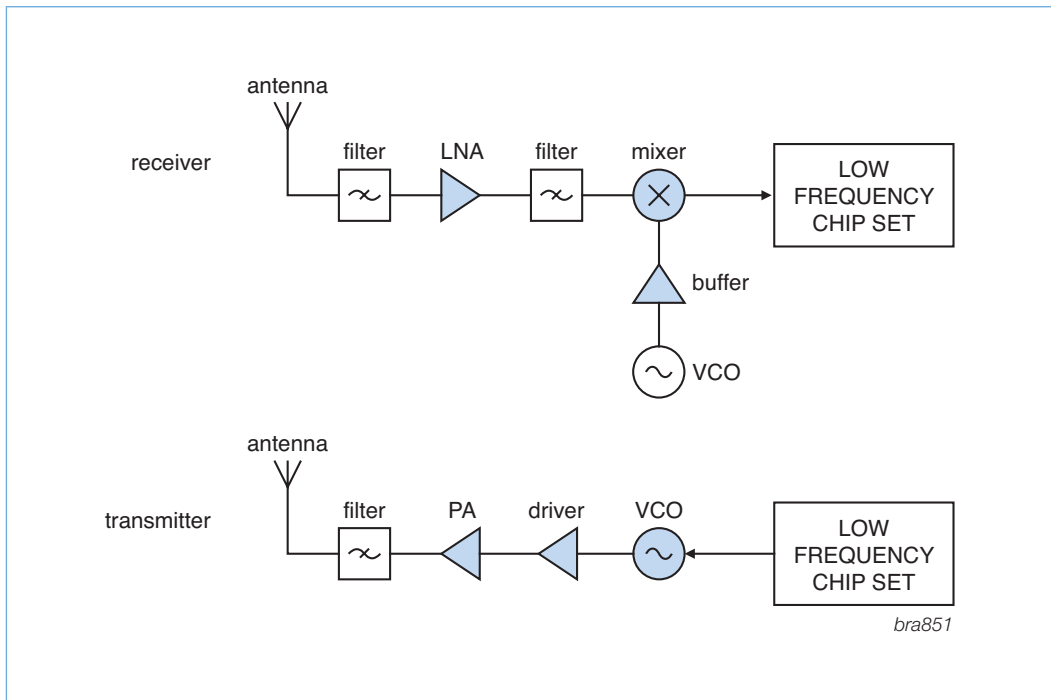 antenna
receiver
filter
LNA
filter
mixer
LOW
FREQUENCY
CHIP SET
buffer
VCO
antenna
transmitter
filter
PA
driver
VCO
LOW
FREQUENCY
CHIP SET
bra851